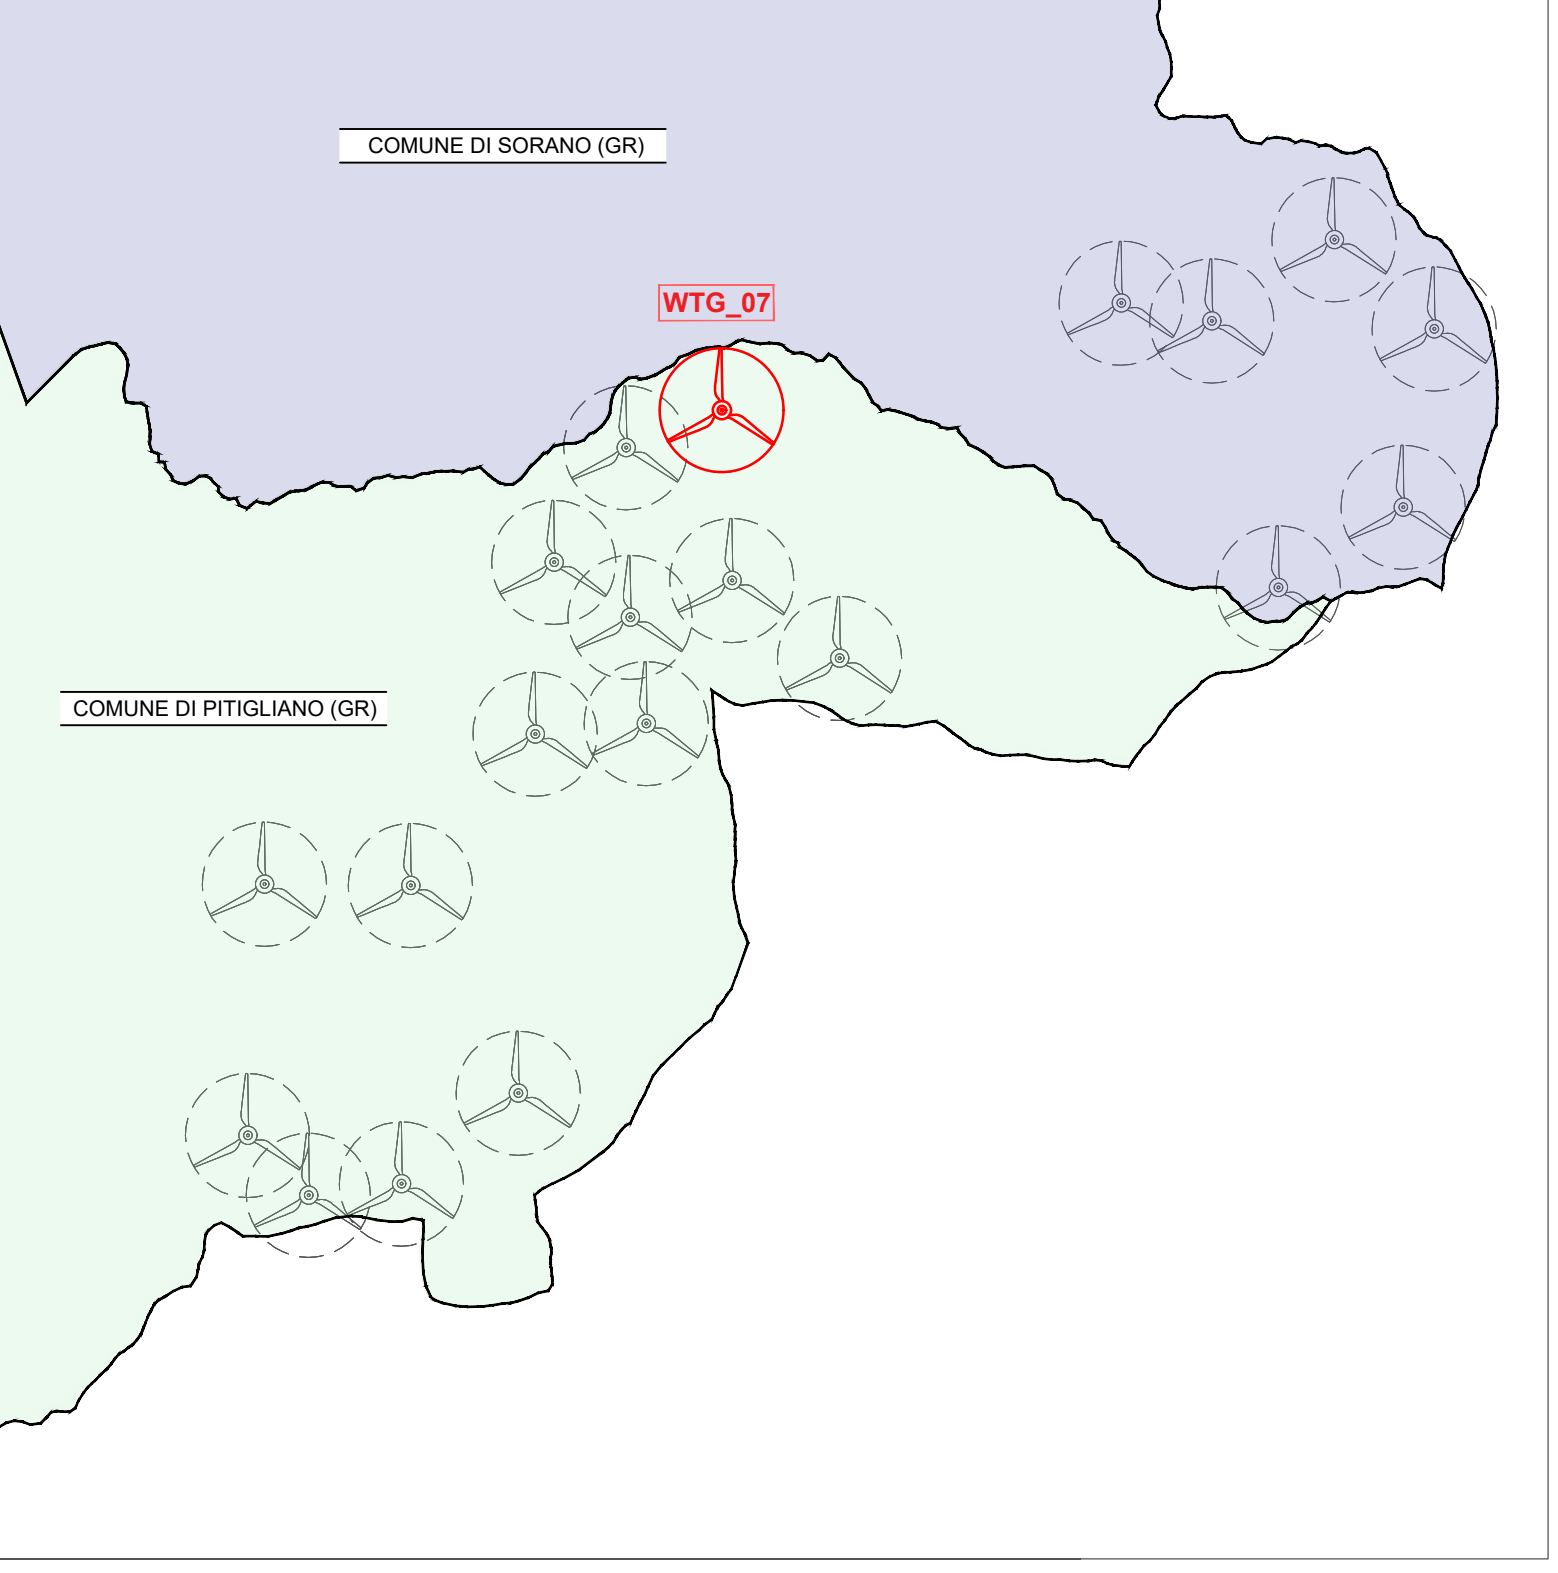 COMUNE DI SORANO (GR)
WTG_07
COMUNE DI PITIGLIANO (GR)